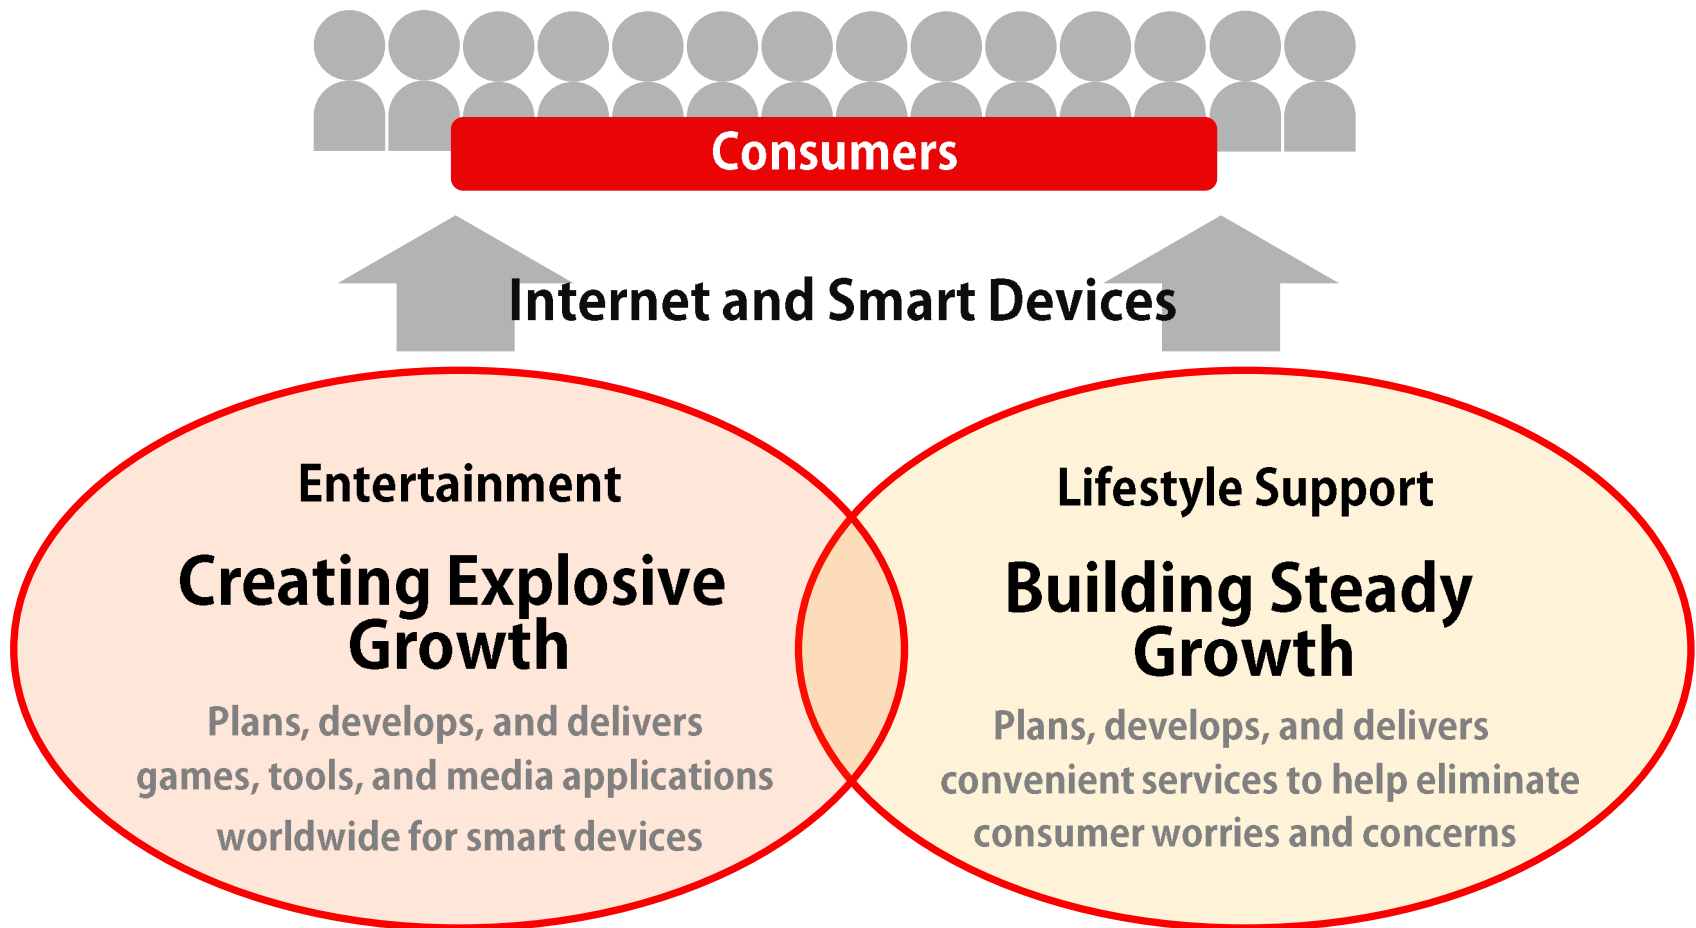 Consumers
Internet and Smart Devices
Entertainment
Creating Explosive
Growth
Plans, develops, and delivers
games, tools, and media applications
worldwide for smart devices
Lifestyle Support
Building Steady
Growth
Plans, develops, and delivers
convenient services to help eliminate
consumer worries and concerns